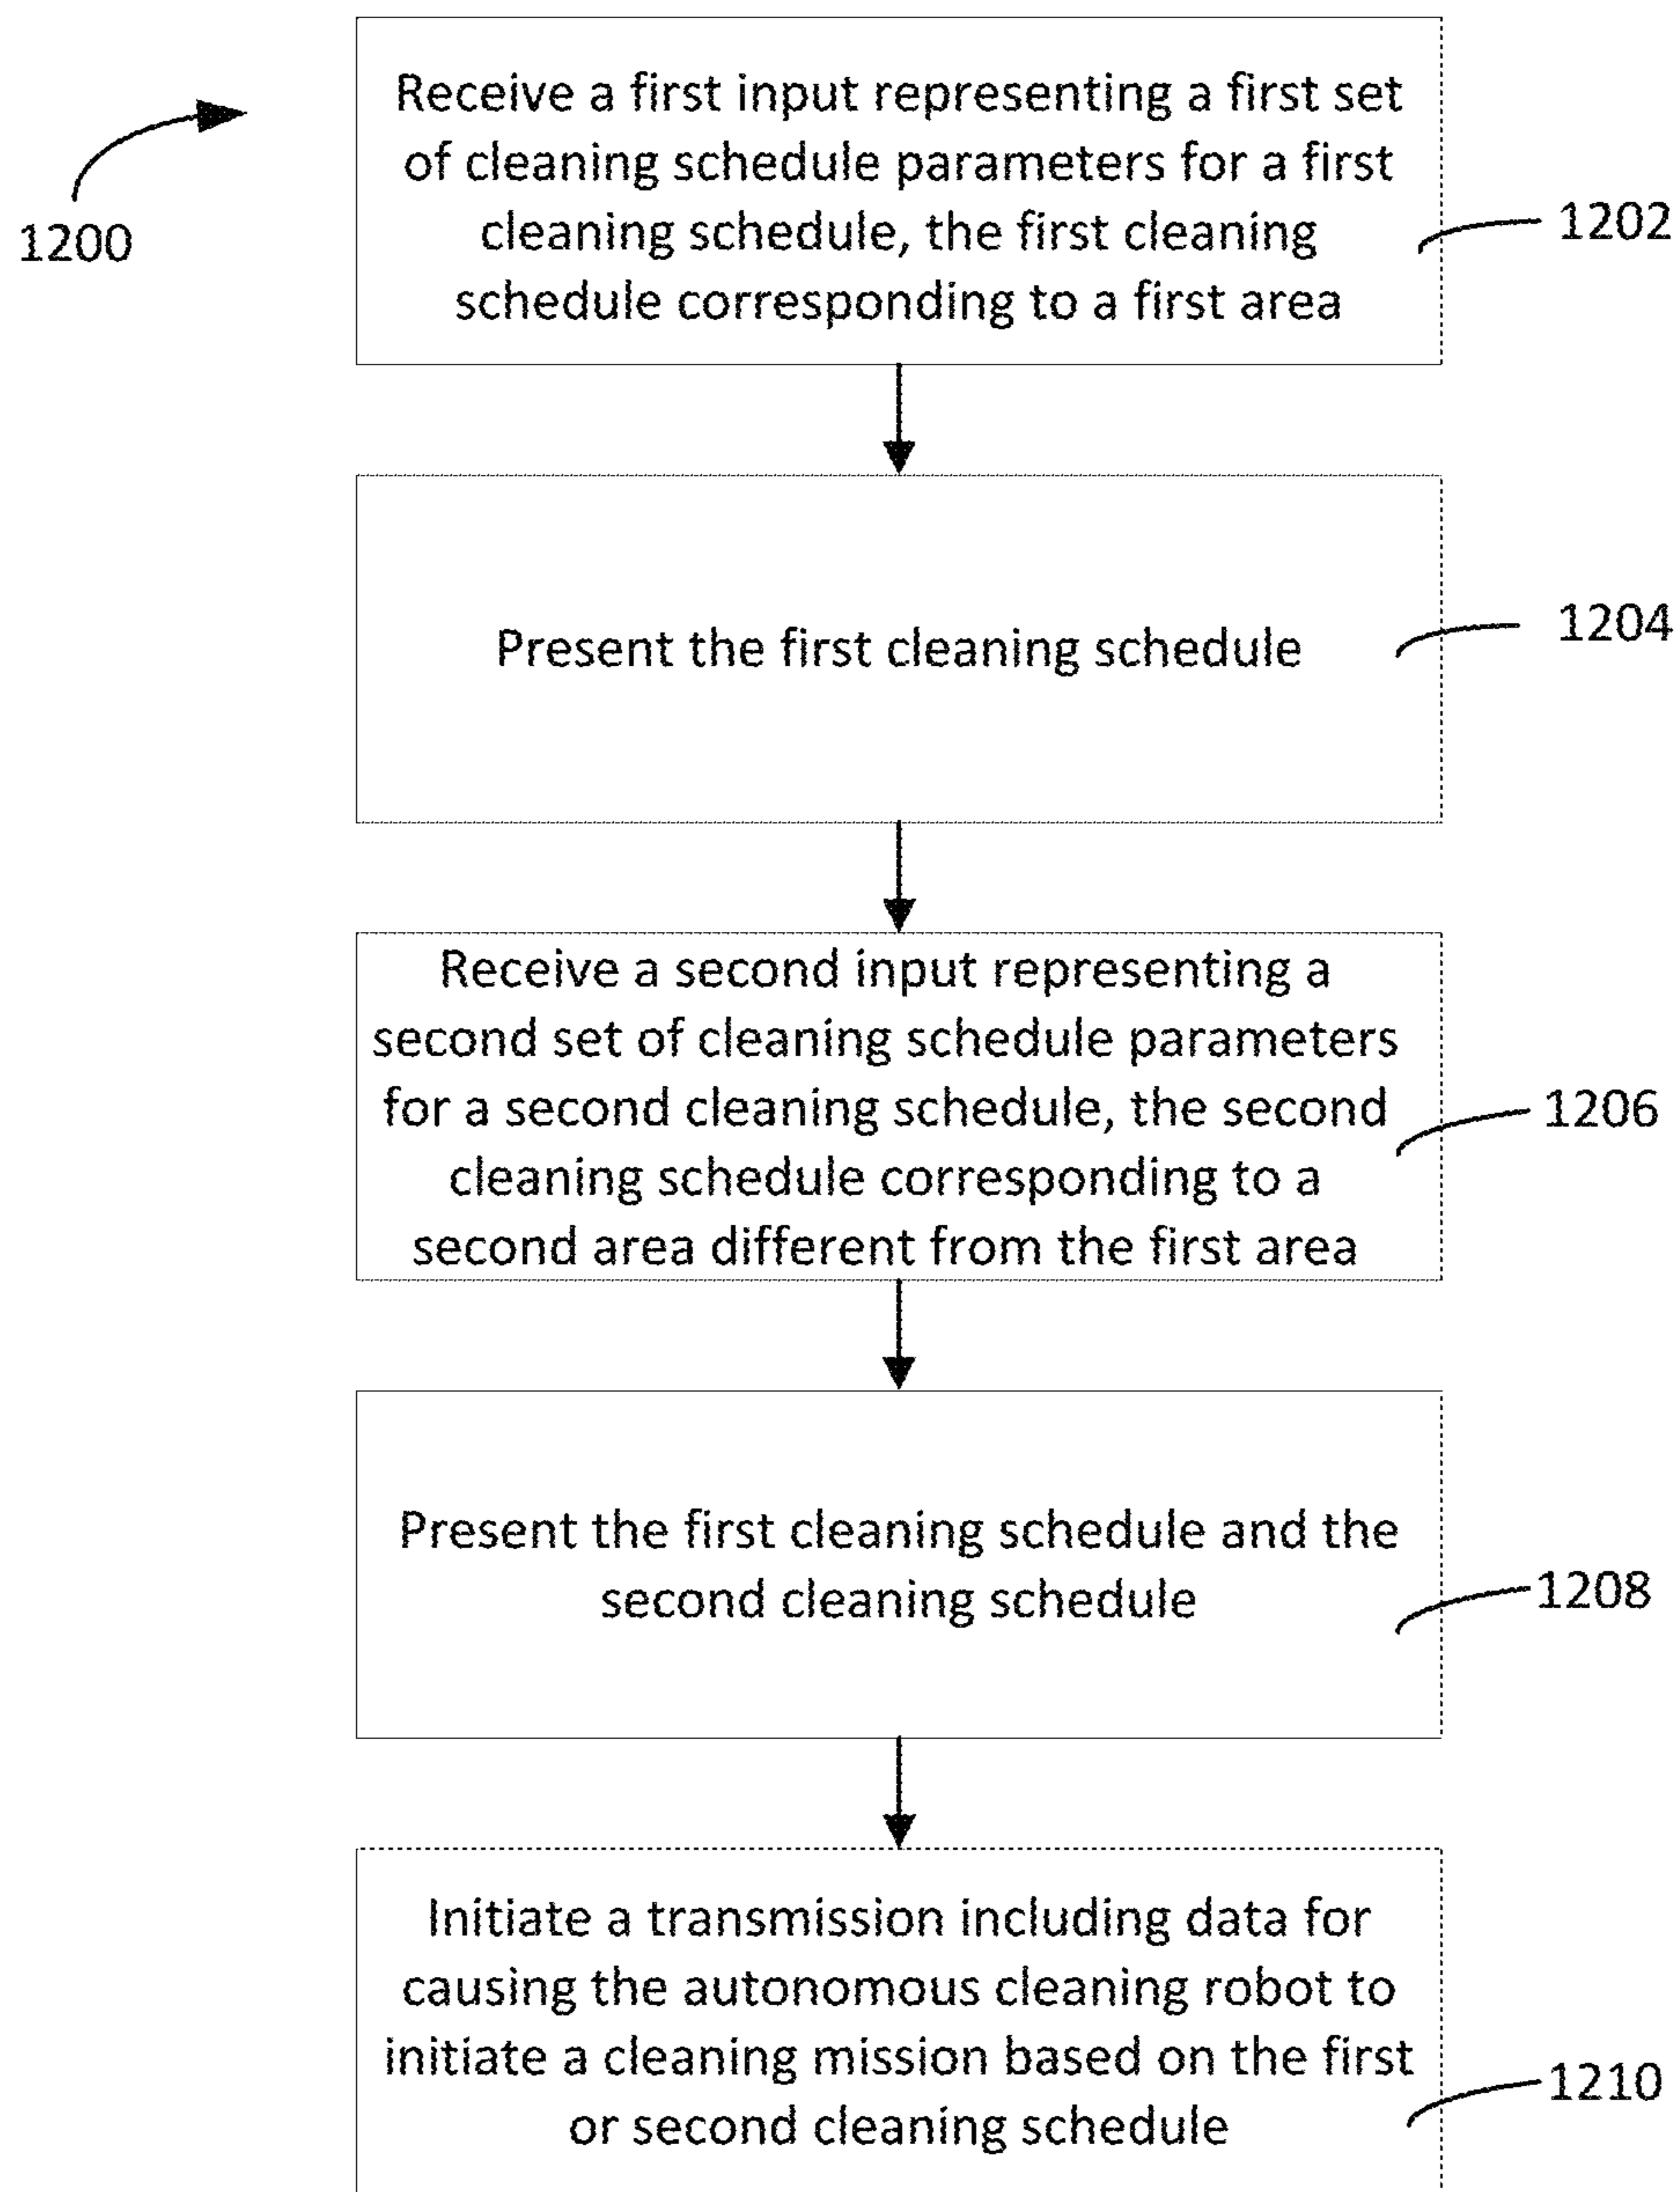 Receive a first input representing a first set
of cleaning schedule parameters for a first
cleaning schedule, the first cleaning
schedule corresponding to a first area
1200
1202
Present the first cleaning schedule
1204
Receive a second input representing a
second set of cleaning schedule parameters
for a second cleaning schedule, the second
cleaning schedule corresponding to a
second area different from the first area
1206
Present the first cleaning schedule and the
second cleaning schedule
1208
Initiate a transmission including data for
causing the autonomous cleaning robot to
initiate a cleaning mission based on the first
or second cleaning schedule
1210